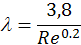 λ = 3,8 / Re^0.2